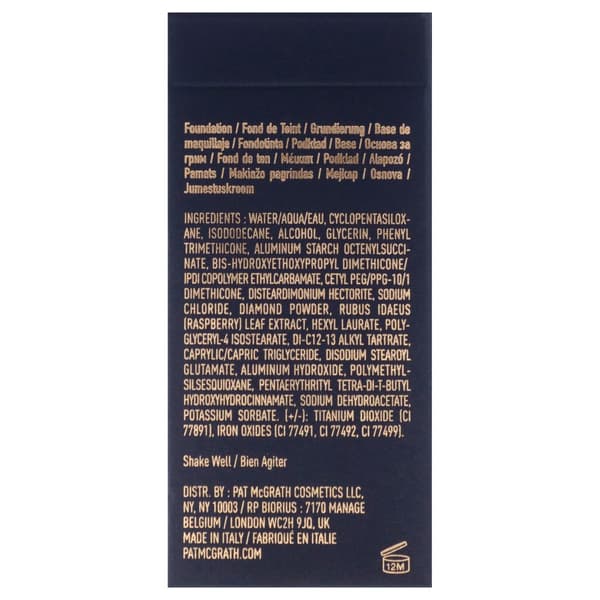 Foundation / Fond de Teint / Grundierung / Base de
maquillaje / Fondotinta / Podkład / Base / Основа за
грим / Fond de ten / Μέικαπ / Podklad / Alapozó /
Pamats / Makiažo pagrindas / Mejkap / Osnova /
Jumestuskreem
INGREDIENTS : WATER/AQUA/EAU, CYCLOPENTASILOX-
ANE, ISODODECANE, ALCOHOL, GLYCERIN, PHENYL
TRIMETHICONE, ALUMINUM STARCH OCTENYLSUCCI-
NATE, BIS-HYDROXYETHOXYPROPYL DIMETHICONE/
IPDI COPOLYMER ETHYLCARBAMATE, CETYL PEG/PPG-10/1
DIMETHICONE, DISTEARDIMONIUM HECTORITE, SODIUM
CHLORIDE, DIAMOND POWDER, RUBUS IDAEUS
(RASPBERRY) LEAF EXTRACT, HEXYL LAURATE, POLY-
GLYCERYL-4 ISOSTEARATE, DI-C12-13 ALKYL TARTRATE,
CAPRYLIC/CAPRIC TRIGLYCERIDE, DISODIUM STEAROYL
GLUTAMATE, ALUMINUM HYDROXIDE, POLYMETHYL-
SILSESQUIOXANE, PENTAERYTHRITYL TETRA-DI-T-BUTYL
HYDROXYHYDROCINNAMATE, SODIUM DEHYDROACETATE,
POTASSIUM SORBATE. (+/-): TITANIUM DIOXIDE (CI
77891), IRON OXIDES (CI 77491, CI 77492, CI 77499).
Shake Well / Bien Agiter
DISTR. BY : PAT McGRATH COSMETICS LLC,
NY, NY 10003 / RP BIORIUS : 7170 MANAGE
BELGIUM / LONDON WC2H 9JQ, UK
MADE IN ITALY / FABRIQUÉ EN ITALIE
PATMCGRATH.COM
12M